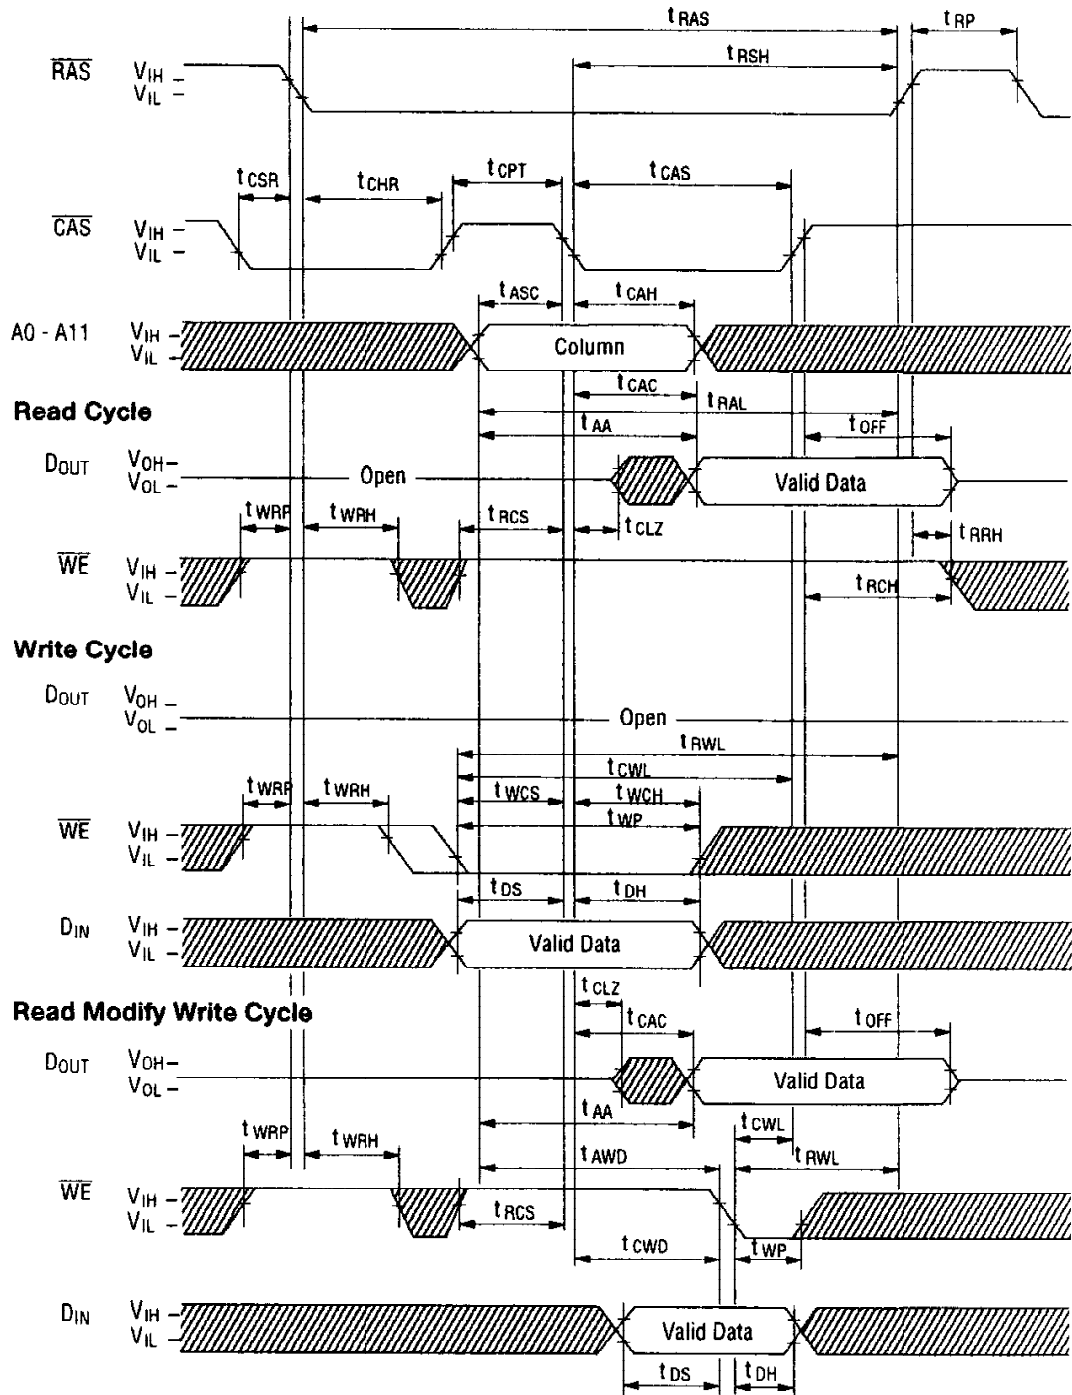 tRAS tRP
tRSH
RAS VIH
VIL
tCSR tCHR tCPT tCAS
CAS VIH
VIL
tASC tCAH
A0 - A11 VIH
VIL
Column
tCAC
Read Cycle
tRAL
tAA tOFF
DOUT VOH
VOL
Open Valid Data
tWRP tWRH tRCS tCLZ tRRH
WE VIH
VIL
tRCH
Write Cycle
DOUT VOH
VOL
Open
tRWL
tCWL
tWRP tWRH tWCS tWCH
tWP
WE VIH
VIL
tDS tDH
DIN VIH
VIL
Valid Data
tCLZ
Read Modify Write Cycle
tCAC tOFF
DOUT VOH
VOL
Valid Data
tAA tCWL
tWRP tWRH tAWD tRWL
WE VIH
VIL
tRCS
tCWD tWP
DIN VIH
VIL
Valid Data
tDS tDH